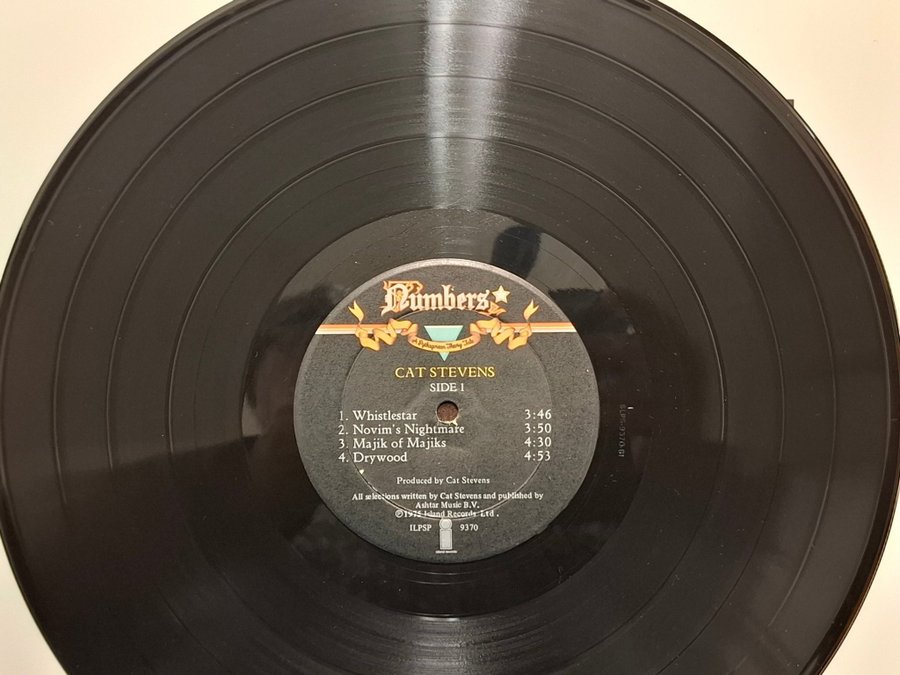 Numbers
A Pythagorean Theory Tale
CAT STEVENS
SIDE 1
1. Whistlestar 3:46
2. Novim's Nightmare 3:50
3. Majik of Majiks 4:30
4. Drywood 4:53
Produced by Cat Stevens
All selections written by Cat Stevens and published by
Ashtar Music B.V.
℗1975 Island Records Ltd.
ILPSP 9370